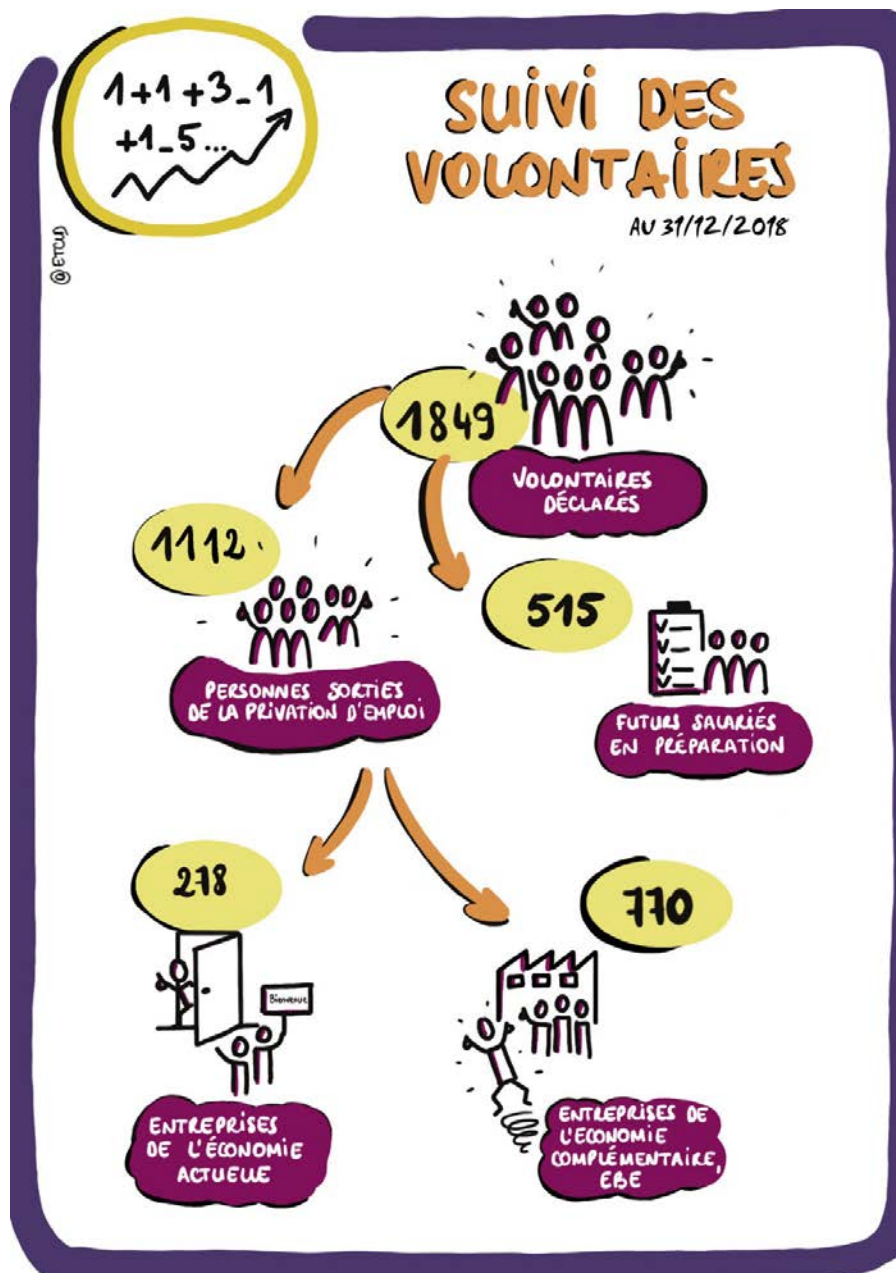 1+1+3-1
+1-5...
SUIVI DES
VOLONTAIRES
AU 31/12/2018
@ETCLD
1849
VOLONTAIRES
DÉCLARÉS
1112
PERSONNES SORTIES
DE LA PRIVATION D'EMPLOI
515
FUTURS SALARIÉS
EN PRÉPARATION
278
Bienvenue
ENTREPRISES
DE L'ÉCONOMIE
ACTUELLE
770
ENTREPRISES DE
L'ECONOMIE
COMPLÉMENTAIRE,
EBE